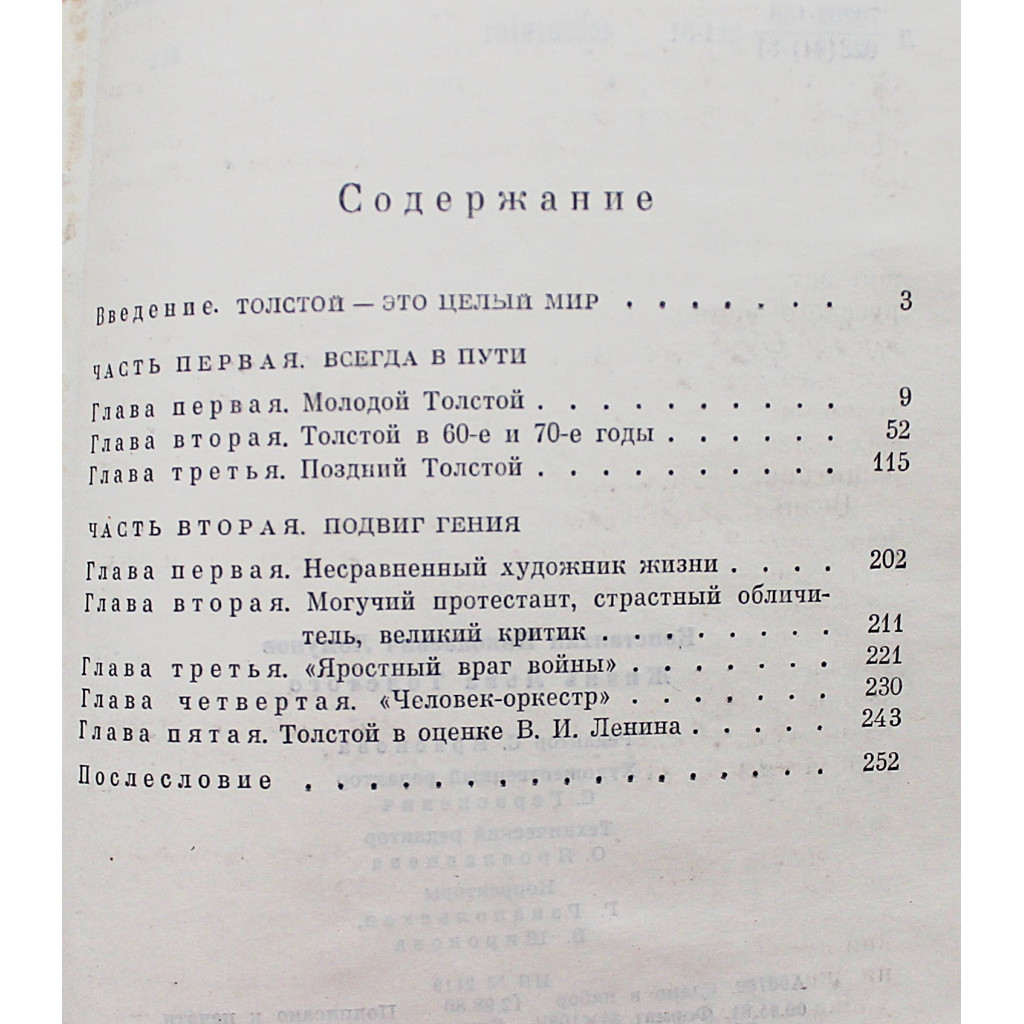 Содержание
Введение. ТОЛСТОЙ — ЭТО ЦЕЛЫЙ МИР . . . . . . . 3
ЧАСТЬ ПЕРВАЯ. ВСЕГДА В ПУТИ
Глава первая. Молодой Толстой . . . . . . . . . . 9
Глава вторая. Толстой в 60-е и 70-е годы . . . . . . 52
Глава третья. Поздний Толстой . . . . . . . . . . 115
ЧАСТЬ ВТОРАЯ. ПОДВИГ ГЕНИЯ
Глава первая. Несравненный художник жизни . . . . 202
Глава вторая. Могучий протестант, страстный обличи-
тель, великий критик . . . . . . . . 211
Глава третья. «Яростный враг войны» . . . . . . . 221
Глава четвертая. «Человек-оркестр» . . . . . . . 230
Глава пятая. Толстой в оценке В. И. Ленина . . . . . 243
Послесловие . . . . . . . . . . . . . . 252